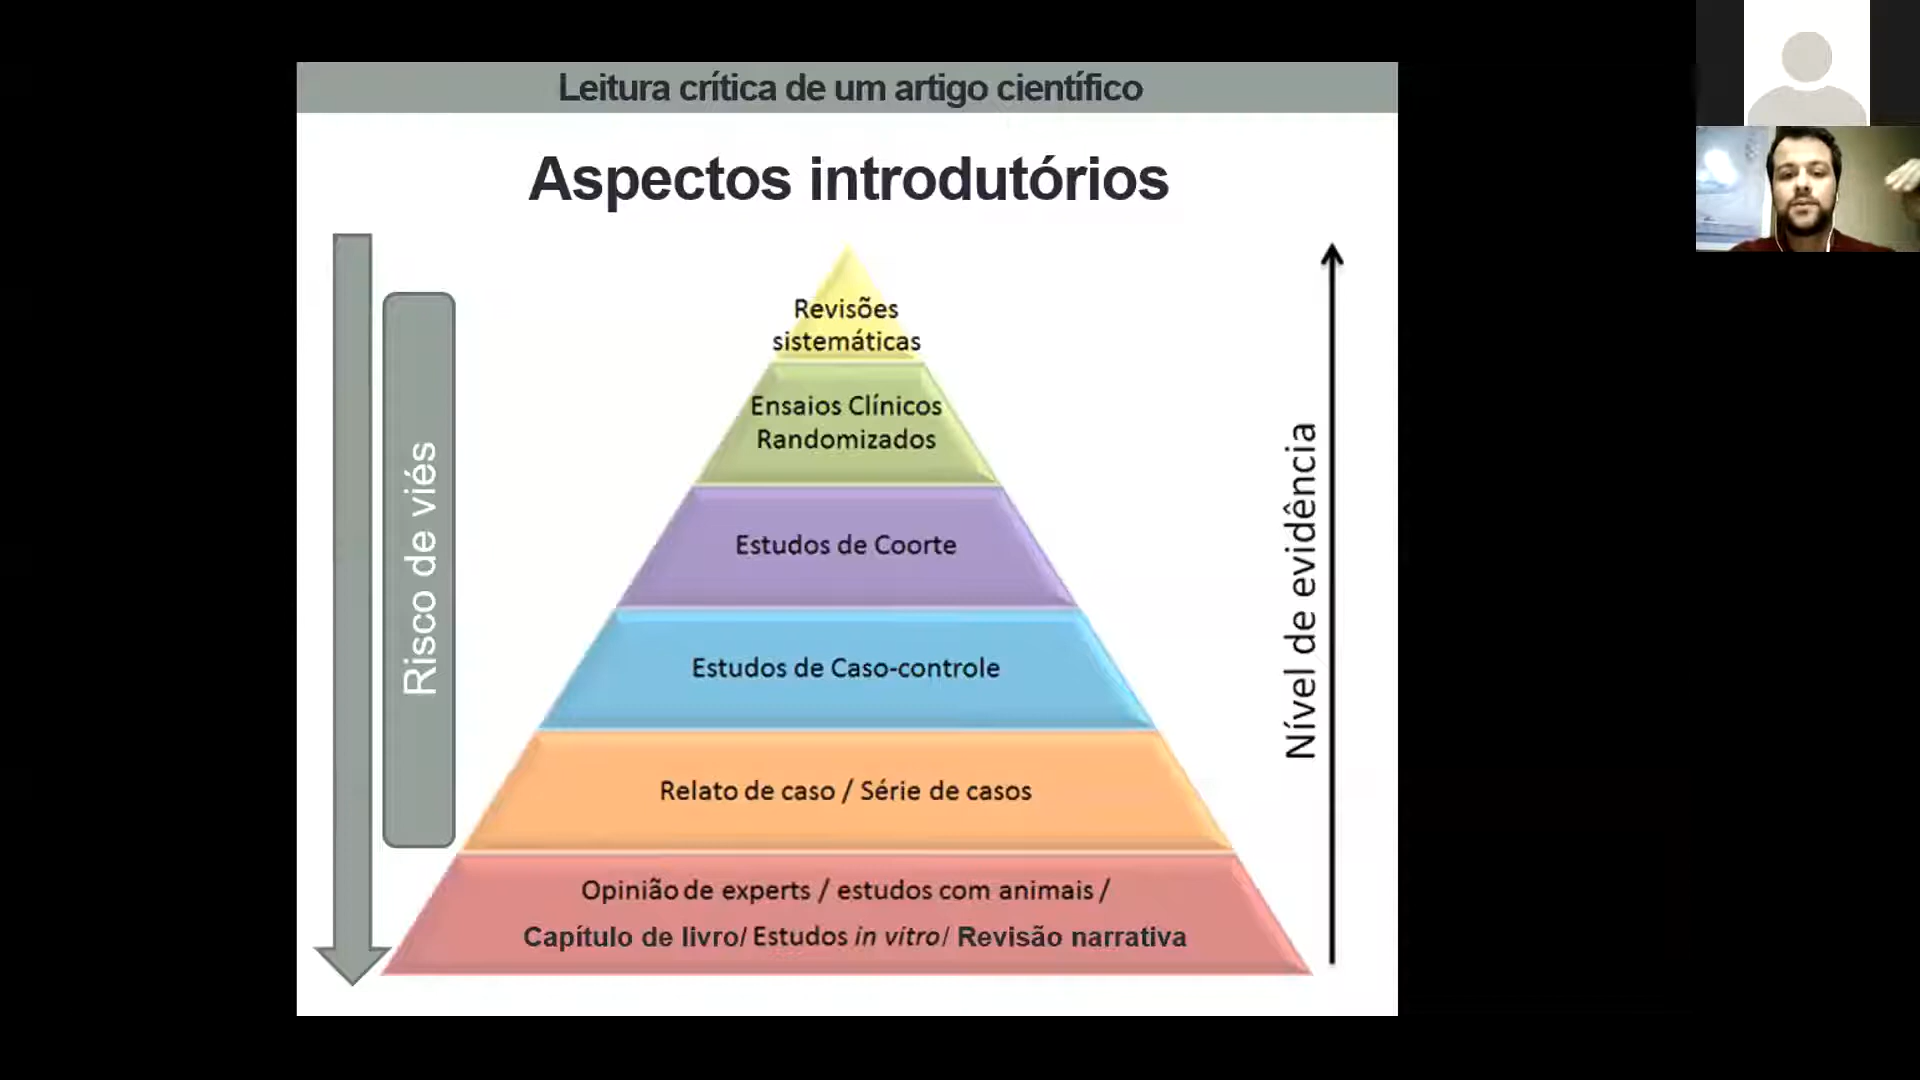 Leitura crítica de um artigo científico
Aspectos introdutórios
Risco de viés
Revisões
sistemáticas
Ensaios Clínicos
Randomizados
Estudos de Coorte
Estudos de Caso-controle
Relato de caso / Série de casos
Opinião de experts / estudos com animais /
Capítulo de livro/ Estudos in vitro/ Revisão narrativa
Nível de evidência